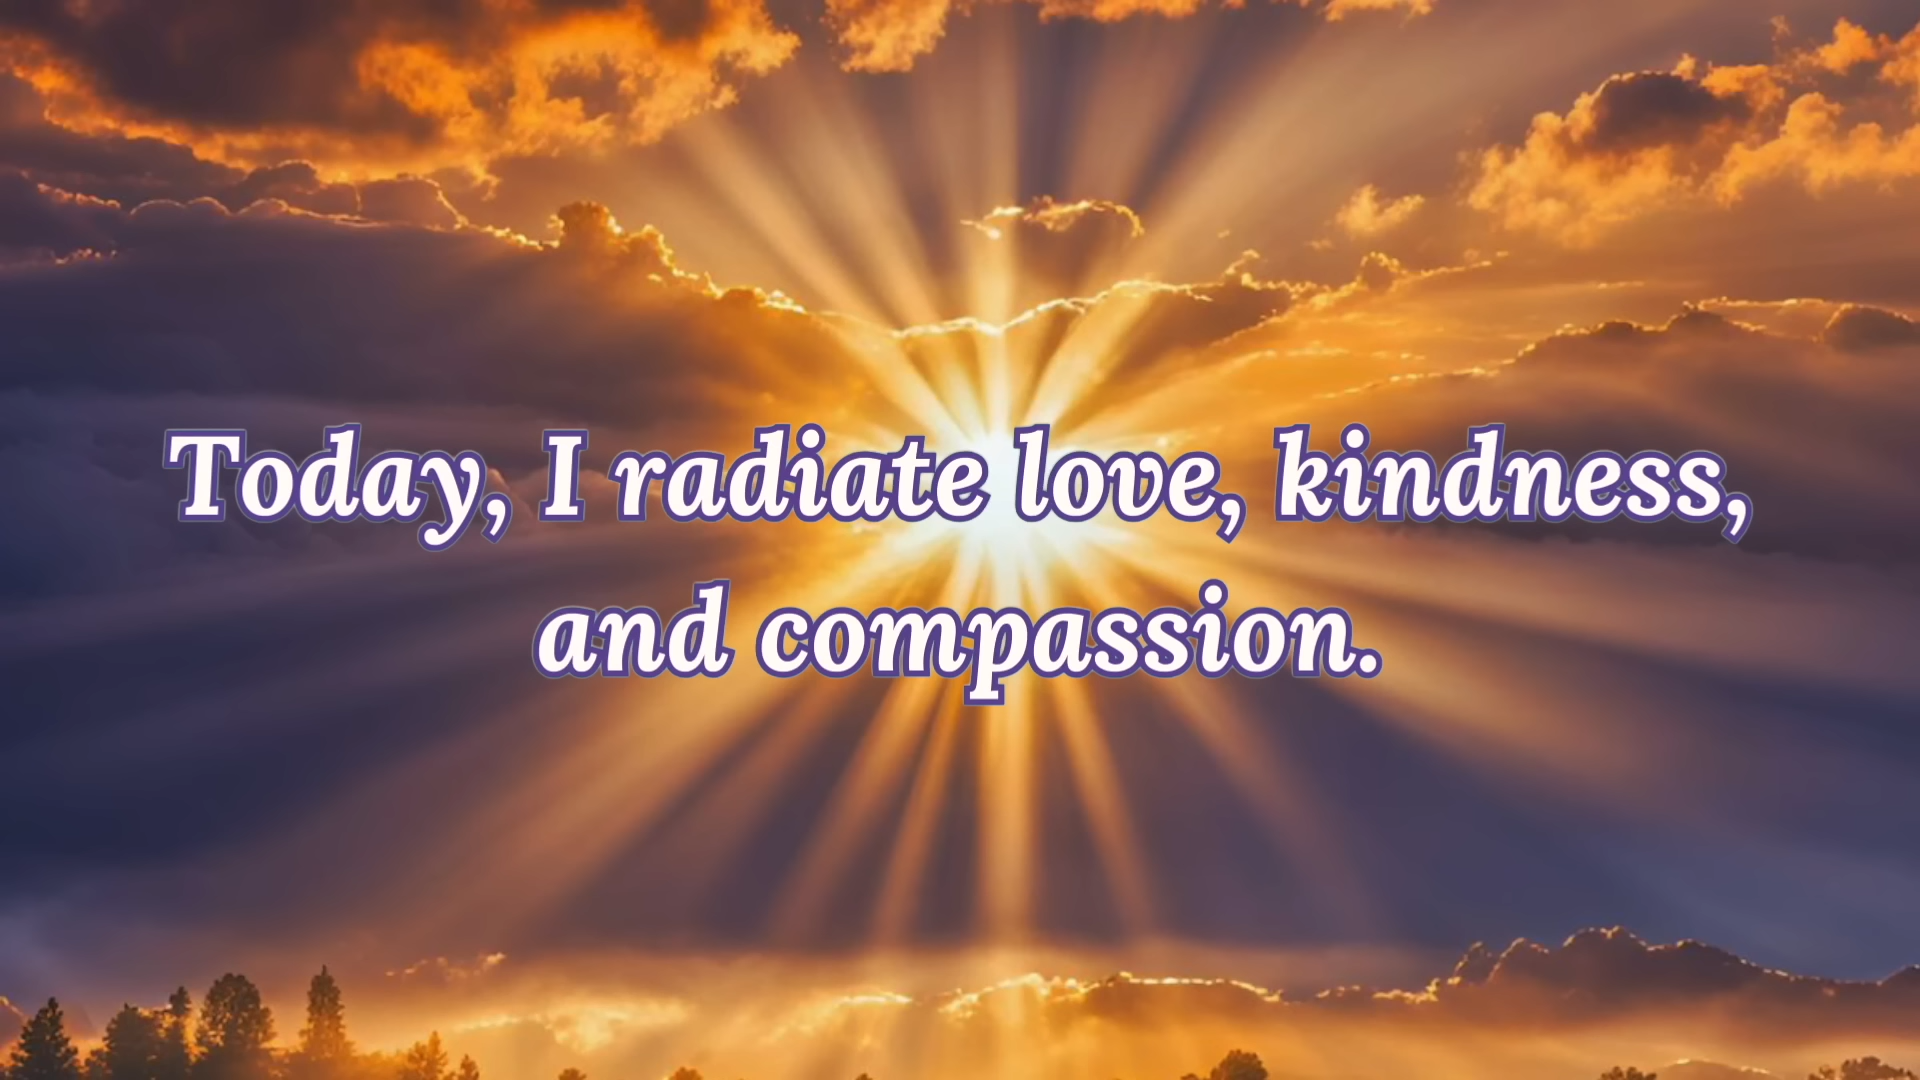 Today, I radiate love, kindness,
and compassion.